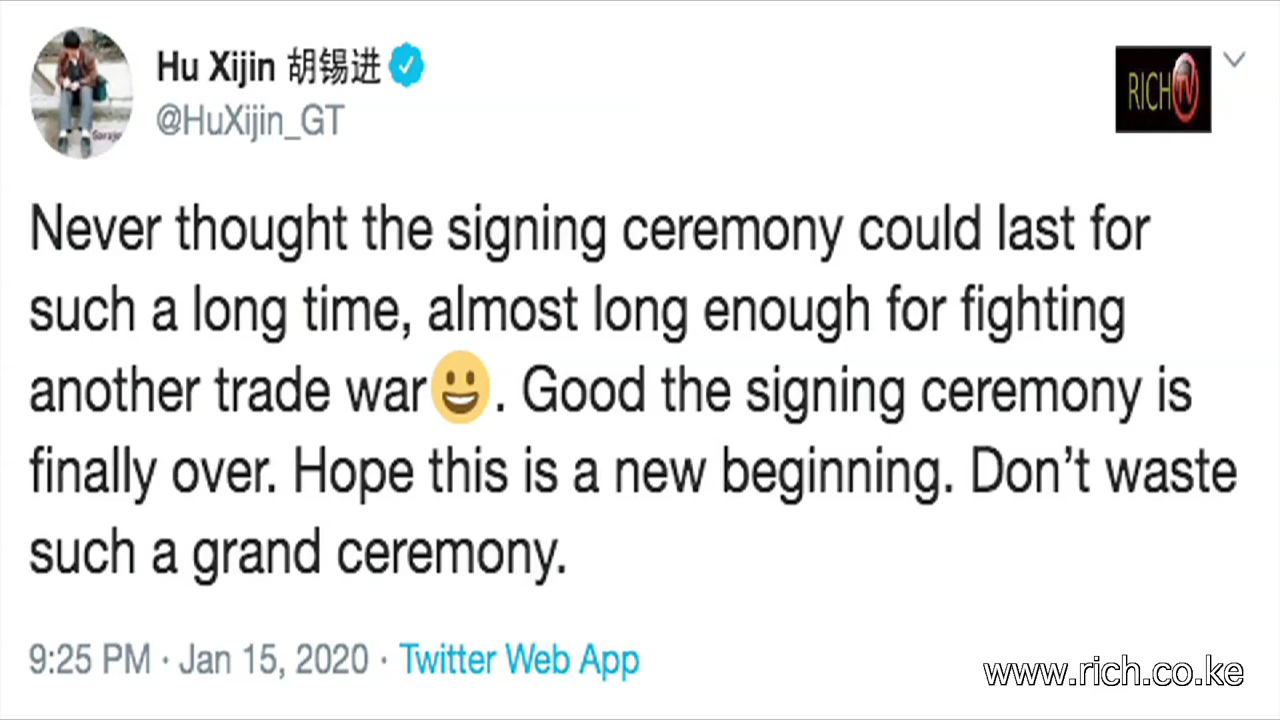 Hu Xijin 胡锡进
@HuXijin_GT
RICH TV
Never thought the signing ceremony could last for
such a long time, almost long enough for fighting
another trade war😀. Good the signing ceremony is
finally over. Hope this is a new beginning. Don’t waste
such a grand ceremony.
9:25 PM · Jan 15, 2020 · Twitter Web App
www.rich.co.ke